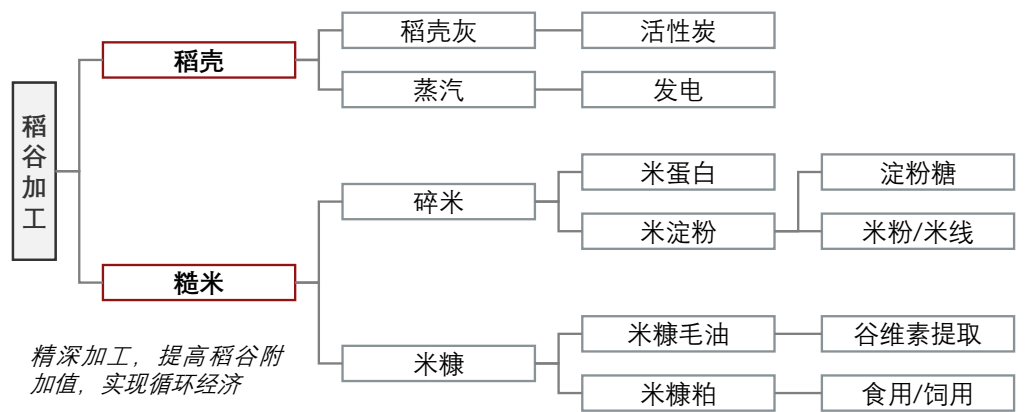 稻谷加工
稻壳
稻壳灰
活性炭
蒸汽
发电
糙米
碎米
米蛋白
米淀粉
淀粉糖
米粉/米线
米糠
米糠毛油
谷维素提取
米糠粕
食用/饲用
精深加工，提高稻谷附
加值，实现循环经济